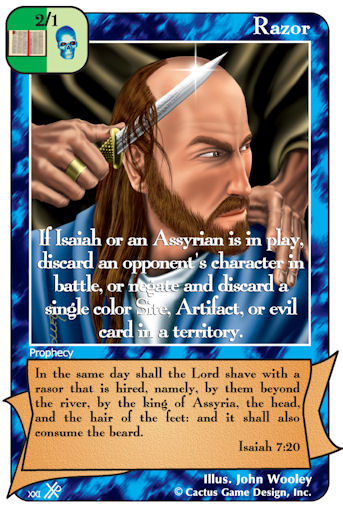 2/1
Razor
If Isaiah or an Assyrian is in play,
discard an opponent's character in
battle, or negate and discard a
single color Site, Artifact, or evil
card in a territory.
Prophecy
In the same day shall the Lord shave with a
rasor that is hired, namely, by them beyond
the river, by the king of Assyria, the head,
and the hair of the feet: and it shall also
consume the beard.
Isaiah 7:20
Illus. John Wooley
XXI
© Cactus Game Design, Inc.